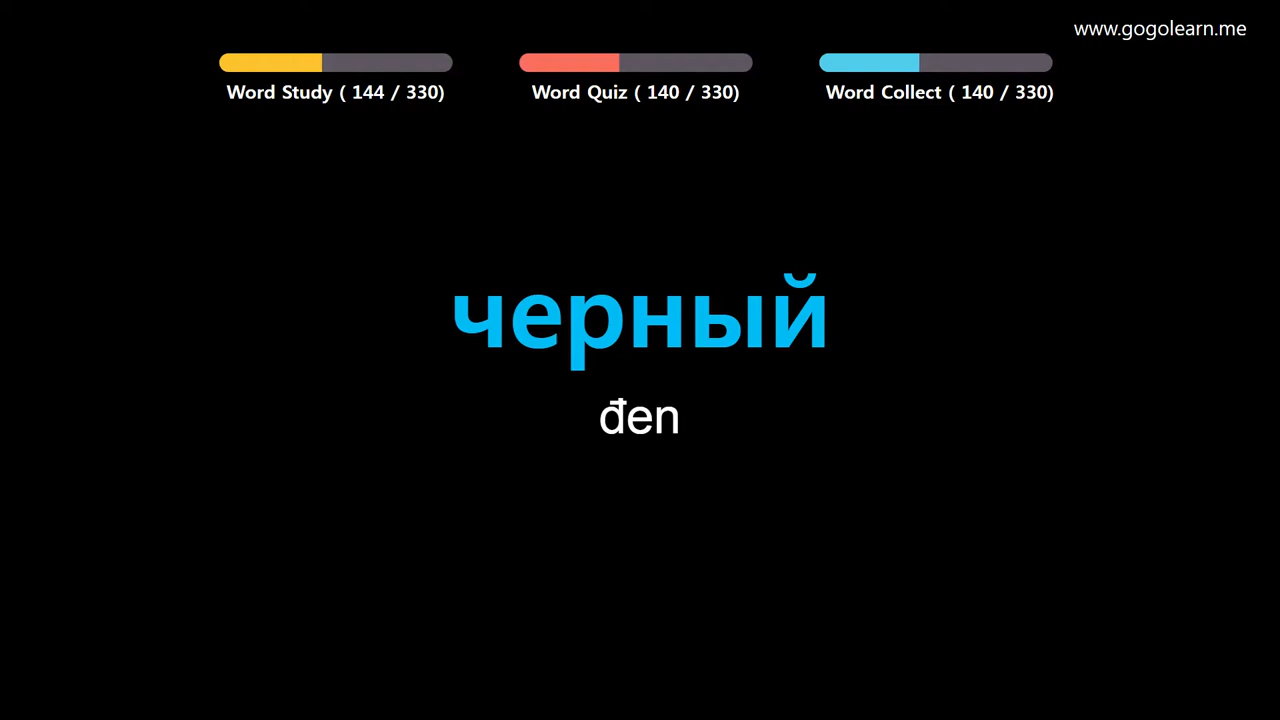 www.gogolearn.me
Word Study ( 144 / 330)
Word Quiz ( 140 / 330)
Word Collect ( 140 / 330)
черный
đen